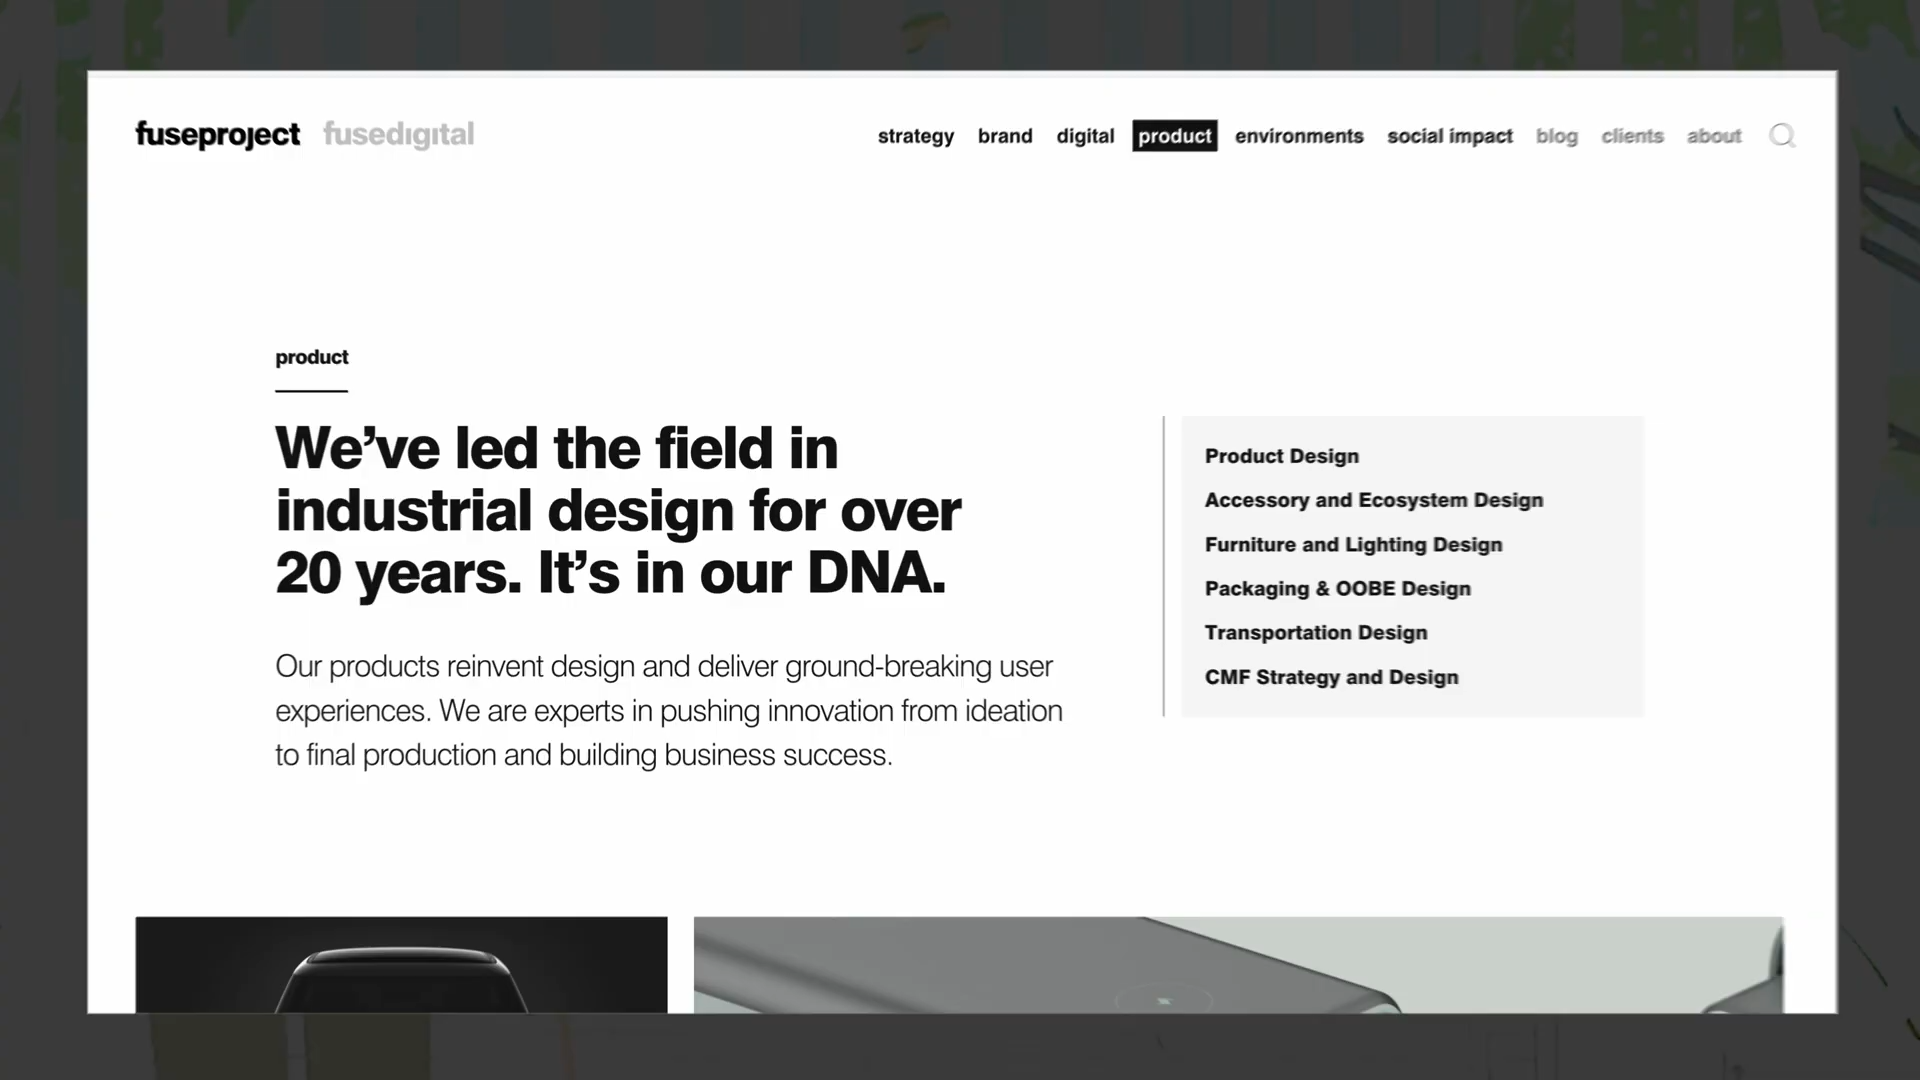 fuseproject fusedigital
strategy brand digital product environments social impact blog clients about
product
We’ve led the field in
industrial design for over
20 years. It’s in our DNA.
Our products reinvent design and deliver ground-breaking user
experiences. We are experts in pushing innovation from ideation
to final production and building business success.
Product Design
Accessory and Ecosystem Design
Furniture and Lighting Design
Packaging & OOBE Design
Transportation Design
CMF Strategy and Design